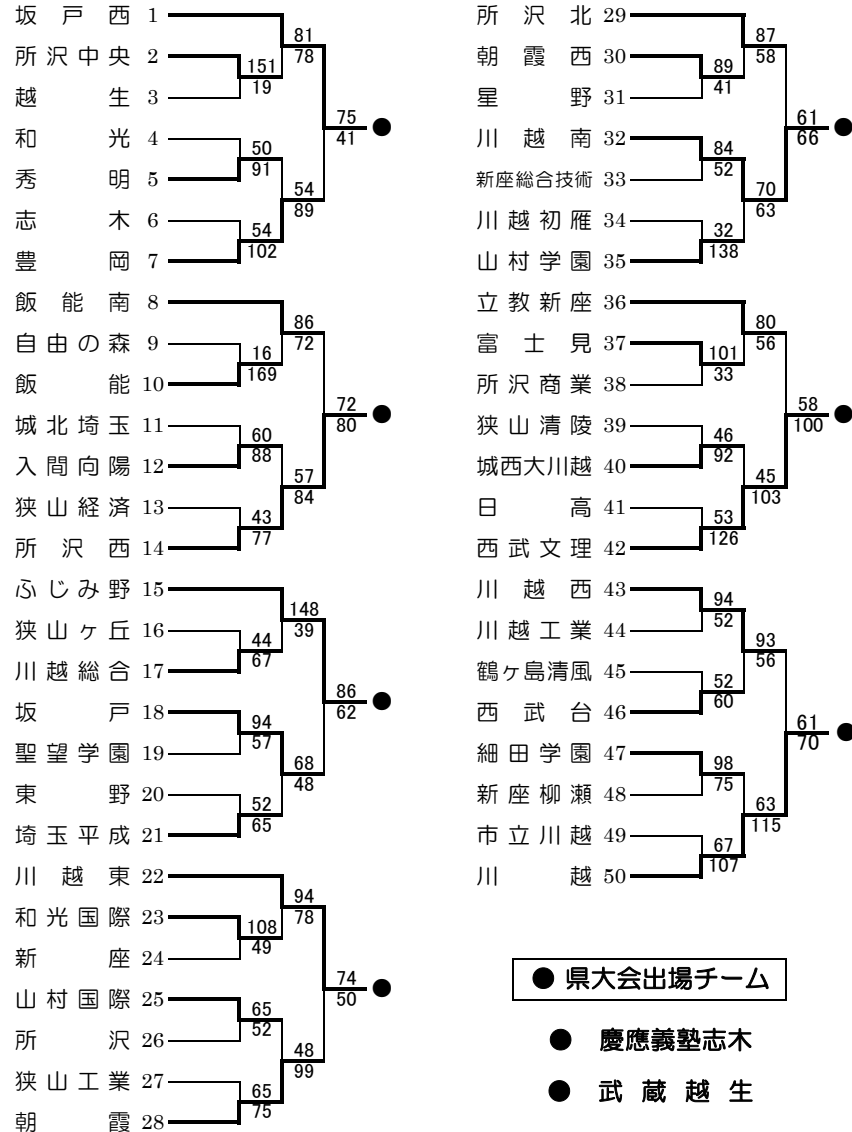 坂戸西 1
所沢中央 2
越生 3
和光 4
秀明 5
志木 6
豊岡 7
81
78
151
19
75
41
50
91
54
89
54
102
飯能南 8
自由の森 9
飯能 10
城北埼玉 11
入間向陽 12
狭山経済 13
所沢西 14
86
72
16
169
72
80
60
88
57
84
43
77
ふじみ野 15
狭山ヶ丘 16
川越総合 17
坂戸 18
聖望学園 19
東野 20
埼玉平成 21
148
39
44
67
86
62
94
57
68
48
52
65
川越東 22
和光国際 23
新座 24
山村国際 25
所沢 26
狭山工業 27
朝霞 28
94
78
108
49
74
50
65
52
48
99
65
75
所沢北 29
朝霞西 30
星野 31
川越南 32
新座総合技術 33
川越初雁 34
山村学園 35
87
58
89
41
61
66
84
52
70
63
32
138
立教新座 36
富士見 37
所沢商業 38
狭山清陵 39
城西大川越 40
日高 41
西武文理 42
80
56
101
33
58
100
46
92
45
103
53
126
川越西 43
川越工業 44
鶴ヶ島清風 45
西武台 46
細田学園 47
新座柳瀬 48
市立川越 49
川越 50
94
52
93
56
52
60
61
70
98
75
63
115
67
107
● 県大会出場チーム
● 慶應義塾志木
● 武蔵越生